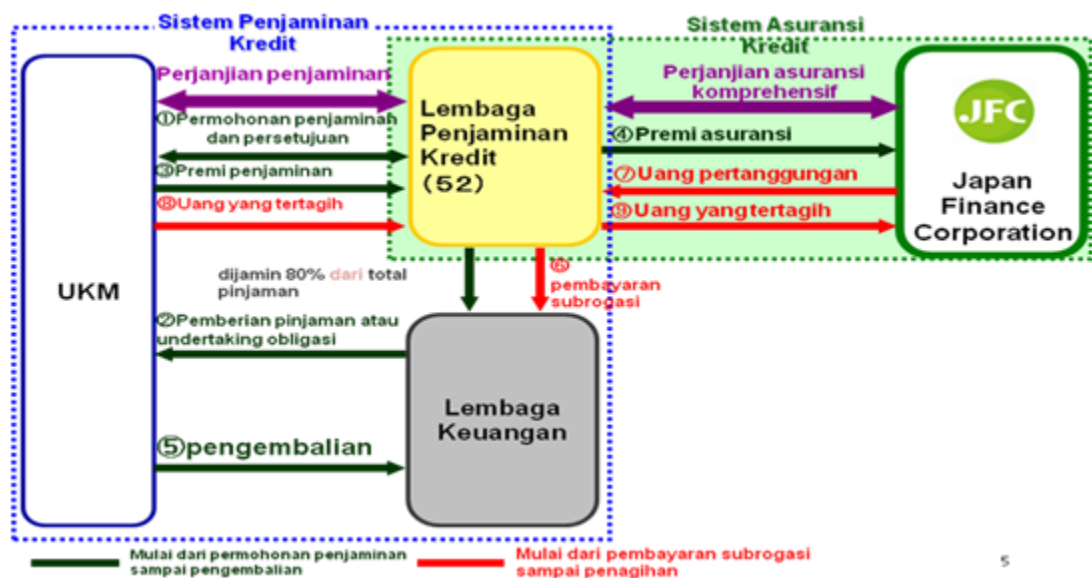 Sistem Penjaminan
Kredit
Sistem Asuransi
Kredit
Perjanjian penjaminan
①Permohonan penjaminan
dan persetujuan
③Premi penjaminan
⑧Uang yang tertagih
Lembaga
Penjaminan
Kredit
(52)
Perjanjian asuransi
komprehensif
④Premi asuransi
⑦Uang pertanggungan
⑨Uang yang tertagih
JFC
Japan
Finance
Corporation
UKM
dijamin 80% dari total
pinjaman
⑥
pembayaran
subrogasi
②Pemberian pinjaman atau
undertaking obligasi
Lembaga
Keuangan
⑤pengembalian
Mulai dari permohonan penjaminan
sampai pengembalian
Mulai dari pembayaran subrogasi
sampai penagihan
5